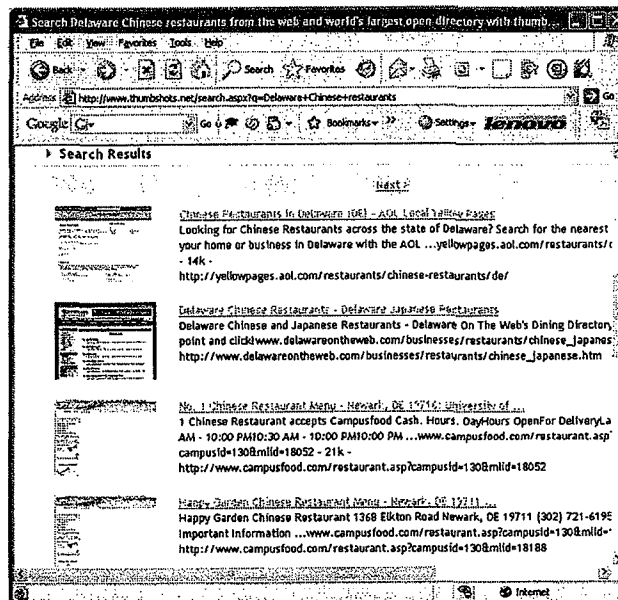 Search Delaware Chinese restaurants from the web and world's largest open directory with thumb...
File Edit View Favorites Tools Help
Back Search Favorites
Address http://www.thumbshots.net/search.aspx?q=Delaware+Chinese+restaurants Go
Google G Go Bookmarks Settings lenovo
Search Results
Next >
Chinese Restaurants in Delaware (DE) - AOL Local Yellow Pages
Looking for Chinese Restaurants across the state of Delaware? Search for the nearest
your home or business in Delaware with the AOL ...yellowpages.aol.com/restaurants/c
- 14k -
http://yellowpages.aol.com/restaurants/chinese-restaurants/de/
Delaware Chinese Restaurants - Delaware Japanese Restaurants
Delaware Chinese and Japanese Restaurants - Delaware On The Web's Dining Director
point and click!www.delawareontheweb.com/businesses/restaurants/chinese_japanes
http://www.delawareontheweb.com/businesses/restaurants/chinese_japanese.htm
No. 1 Chinese Restaurant Menu - Newark, DE 19716: University of ...
1 Chinese Restaurant accepts Campusfood Cash. Hours. DayHours OpenFor DeliveryLa
AM - 10:00 PM10:30 AM - 10:00 PM10:00 PM ...www.campusfood.com/restaurant.asp
campusid=130&mlid=18052 - 21k -
http://www.campusfood.com/restaurant.asp?campusid=130&mlid=18052
Happy Garden Chinese Restaurant Menu - Newark, DE 19711 ...
Happy Garden Chinese Restaurant 1368 Elkton Road Newark, DE 19711 (302) 721-6195
Important Information ...www.campusfood.com/restaurant.asp?campusid=130&mlid=
http://www.campusfood.com/restaurant.asp?campusid=130&mlid=18188
Internet